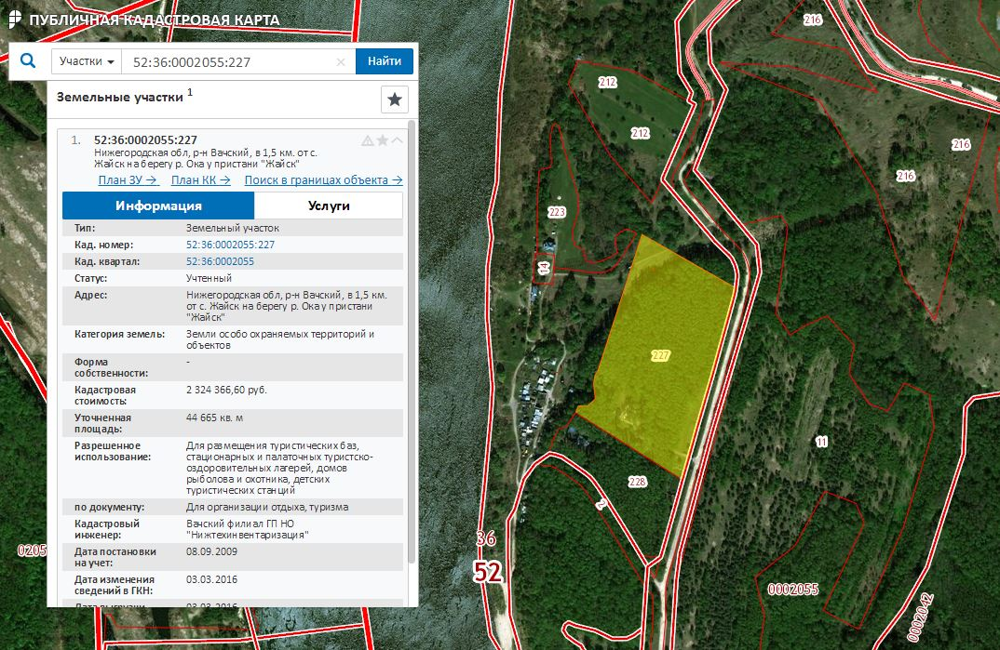 ПУБЛИЧНАЯ КАДАСТРОВАЯ КАРТА
Участки 52:36:0002055:227 × Найти
Земельные участки 1
1. 52:36:0002055:227
Нижегородская обл, р-н Вачский, в 1,5 км. от с.
Жайск на берегу р. Ока у пристани "Жайск"
План ЗУ → План КК → Поиск в границах объекта →
Информация Услуги
Тип: Земельный участок
Кад. номер: 52:36:0002055:227
Кад. квартал: 52:36:0002055
Статус: Учтенный
Адрес: Нижегородская обл, р-н Вачский, в 1,5 км.
от с. Жайск на берегу р. Ока у пристани
"Жайск"
Категория земель: Земли особо охраняемых территорий и
объектов
Форма -
собственности:
Кадастровая 2 324 366,60 руб.
стоимость:
Уточненная 44 665 кв. м
площадь:
Разрешенное Для размещения туристических баз,
использование: стационарных и палаточных туристско-
оздоровительных лагерей, домов
рыболова и охотника, детских
туристических станций
по документу: Для организации отдыха, туризма
Кадастровый Вачский филиал ГП НО
инженер: "Нижтехинвентаризация"
Дата постановки 08.09.2009
на учет:
Дата изменения 03.03.2016
сведений в ГКН:
Дата выгрузки 03.03.2016
216
212
212
216
216
223
14
227
11
228
2
36
52
0205
0002055
0002042